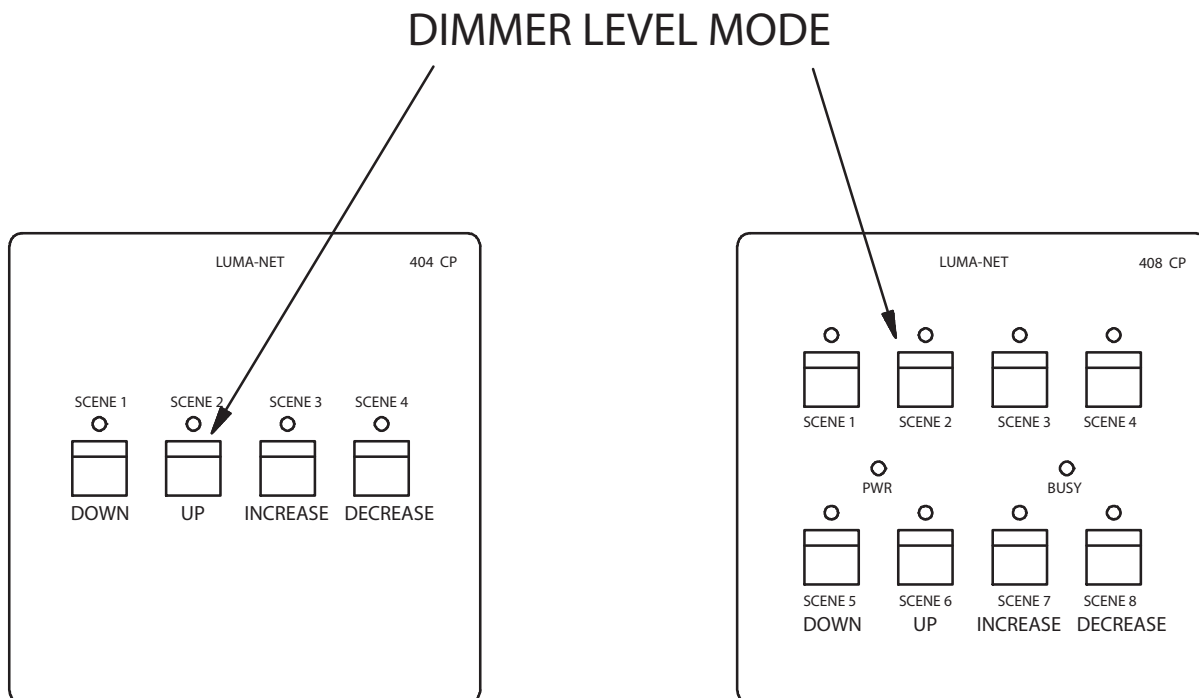 DIMMER LEVEL MODE
LUMA-NET 404 CP
SCENE 1 SCENE 2 SCENE 3 SCENE 4
DOWN UP INCREASE DECREASE
LUMA-NET 408 CP
SCENE 1 SCENE 2 SCENE 3 SCENE 4
PWR BUSY
SCENE 5 SCENE 6 SCENE 7 SCENE 8
DOWN UP INCREASE DECREASE